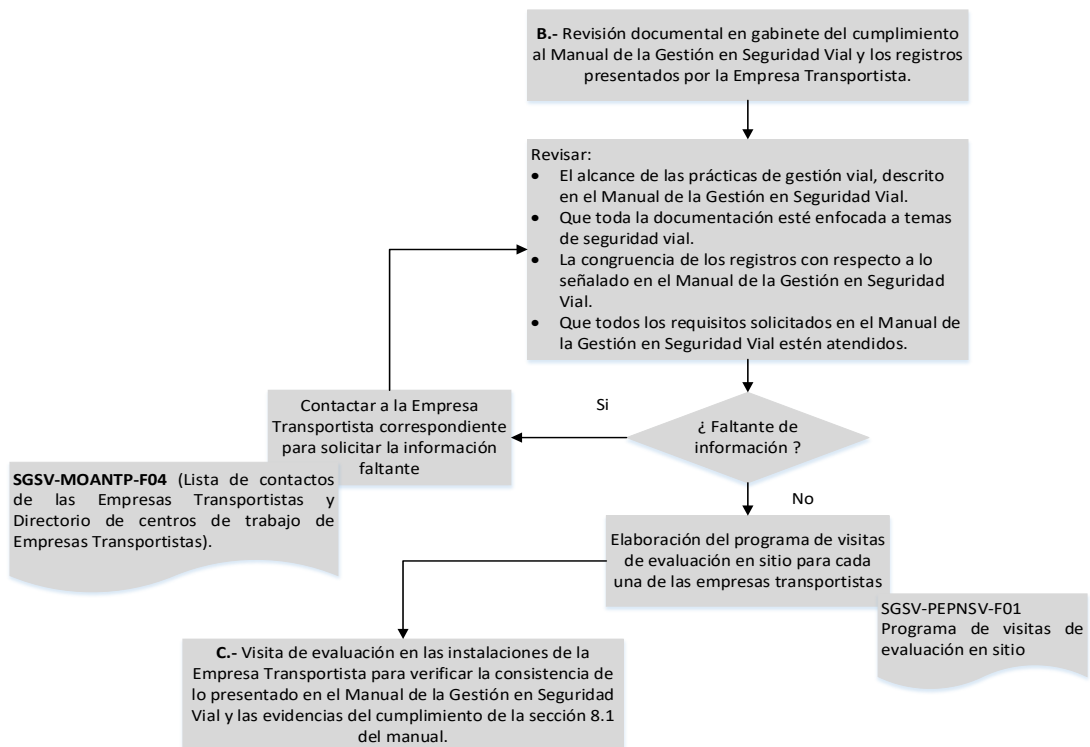 B.- Revisión documental en gabinete del cumplimiento
al Manual de la Gestión en Seguridad Vial y los registros
presentados por la Empresa Transportista.
Revisar:
• El alcance de las prácticas de gestión vial, descrito
en el Manual de la Gestión en Seguridad Vial.
• Que toda la documentación esté enfocada a temas
de seguridad vial.
• La congruencia de los registros con respecto a lo
señalado en el Manual de la Gestión en Seguridad
Vial.
• Que todos los requisitos solicitados en el Manual de
la Gestión en Seguridad Vial estén atendidos.
¿ Faltante de
información ?
Si
Contactar a la Empresa
Transportista correspondiente
para solicitar la información
faltante
SGSV-MOANTP-F04 (Lista de contactos
de las Empresas Transportistas y
Directorio de centros de trabajo de
Empresas Transportistas).
No
Elaboración del programa de visitas
de evaluación en sitio para cada
una de las empresas transportistas
SGSV-PEPNSV-F01
Programa de visitas de
evaluación en sitio
C.- Visita de evaluación en las instalaciones de la
Empresa Transportista para verificar la consistencia de
lo presentado en el Manual de la Gestión en Seguridad
Vial y las evidencias del cumplimiento de la sección 8.1
del manual.